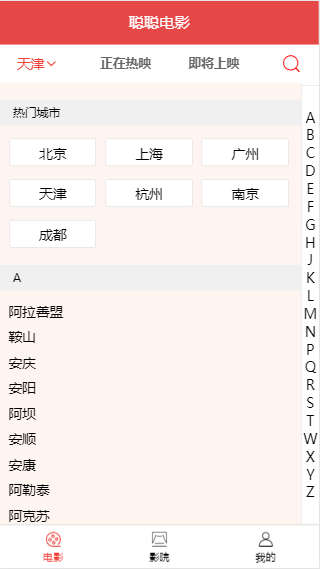 聪聪电影
天津 正在热映 即将上映
热门城市
北京 上海 广州
天津 杭州 南京
成都
A
阿拉善盟
鞍山
安庆
安阳
阿坝
安顺
安康
阿勒泰
阿克苏
A
B
C
D
E
F
G
H
J
K
L
M
N
P
Q
R
S
T
W
X
Y
Z
电影 影院 我的